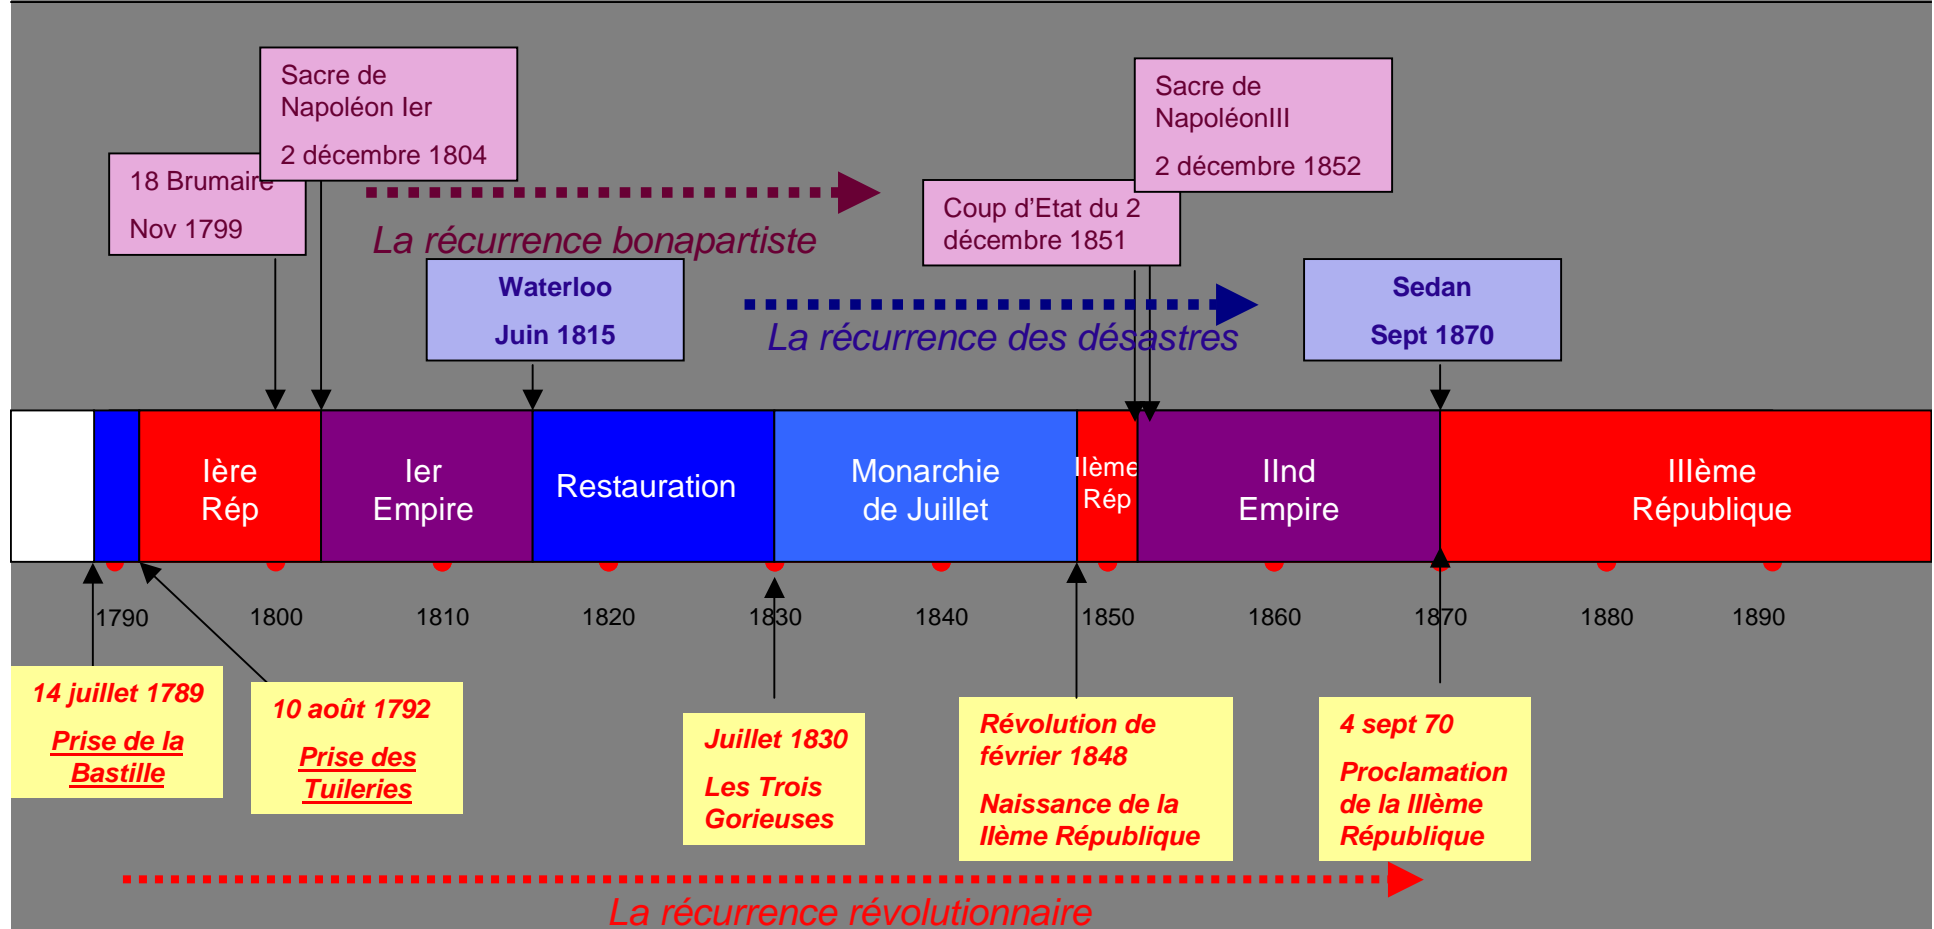 Sacre de
Napoléon Ier
2 décembre 1804
Sacre de
NapoléonIII
2 décembre 1852
18 Brumaire
Nov 1799
Coup d'Etat du 2
décembre 1851
La récurrence bonapartiste
Waterloo
Juin 1815
La récurrence des désastres
Sedan
Sept 1870
Ière
Rép
Ier
Empire
Restauration
Monarchie
de Juillet
IIème
Rép
IInd
Empire
IIIème
République
1790 1800 1810 1820 1830 1840 1850 1860 1870 1880 1890
14 juillet 1789
Prise de la
Bastille
10 août 1792
Prise des
Tuileries
Juillet 1830
Les Trois
Gorieuses
Révolution de
février 1848
Naissance de la
IIème République
4 sept 70
Proclamation
de la IIIème
République
La récurrence révolutionnaire